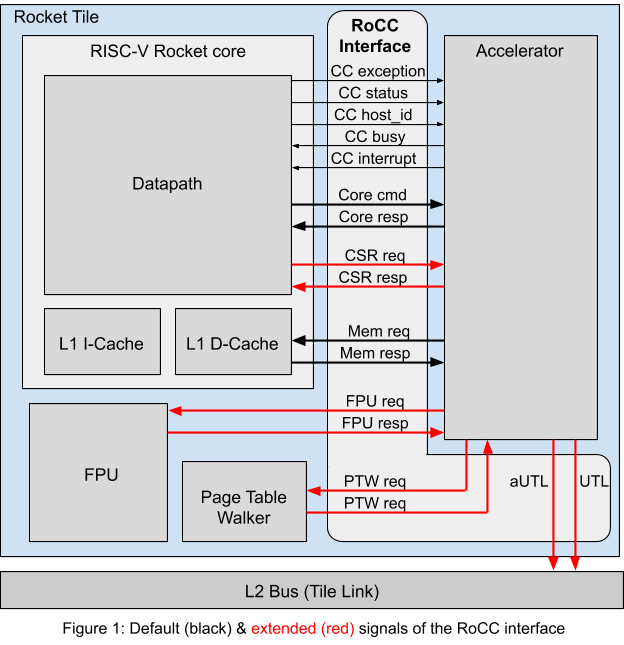 Rocket Tile
RISC-V Rocket core
RoCC
Interface
Accelerator
CC exception
CC status
CC host_id
CC busy
CC interrupt
Datapath
Core cmd
Core resp
CSR req
CSR resp
L1 I-Cache
L1 D-Cache
Mem req
Mem resp
FPU req
FPU resp
FPU
Page Table
Walker
PTW req
PTW req
aUTL
UTL
L2 Bus (Tile Link)
Figure 1: Default (black) & extended (red) signals of the RoCC interface